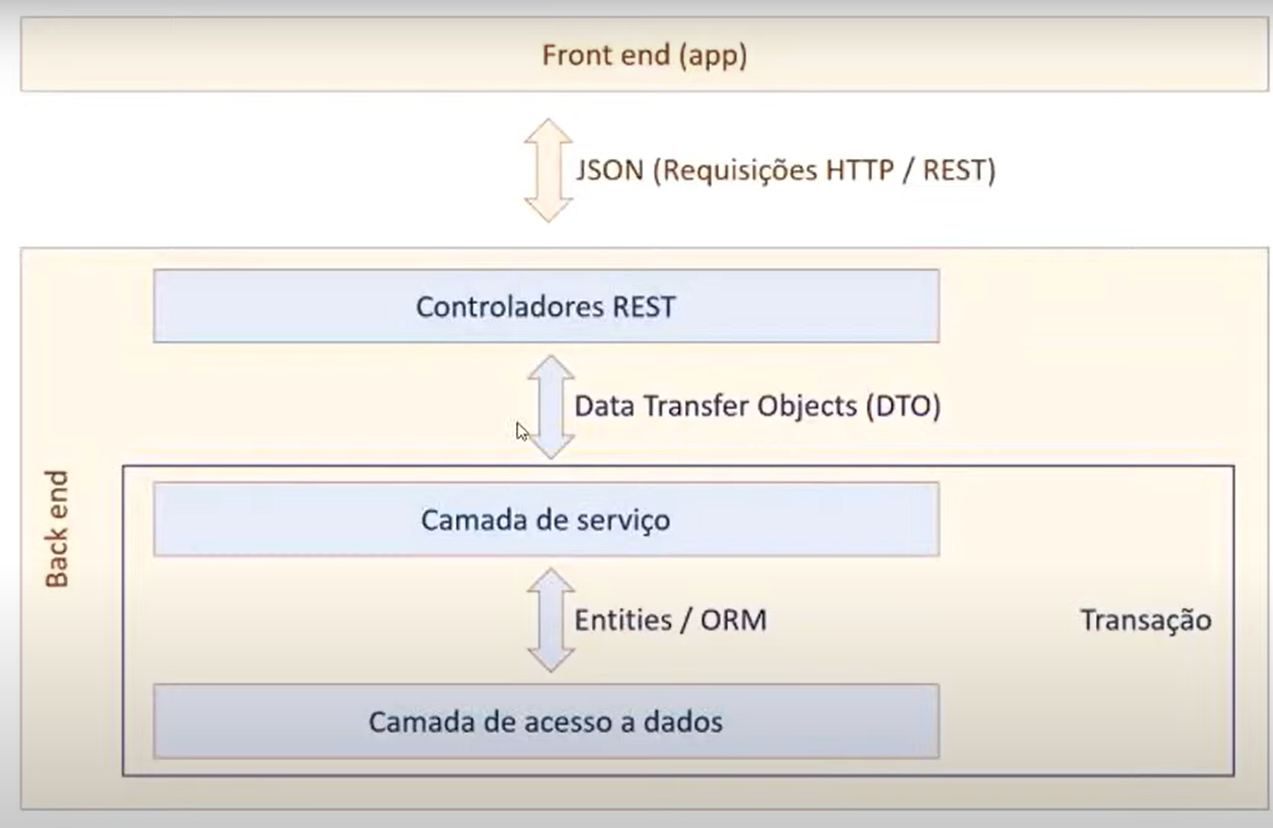 Front end (app)
JSON (Requisições HTTP / REST)
Controladores REST
Data Transfer Objects (DTO)
Back end
Camada de serviço
Entities / ORM
Transação
Camada de acesso a dados